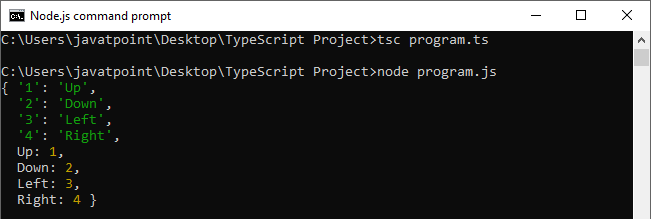 Node.js command prompt
C:\Users\javatpoint\Desktop\TypeScript Project>tsc program.ts
C:\Users\javatpoint\Desktop\TypeScript Project>node program.js
{ '1': 'Up',
'2': 'Down',
'3': 'Left',
'4': 'Right',
Up: 1,
Down: 2,
Left: 3,
Right: 4 }